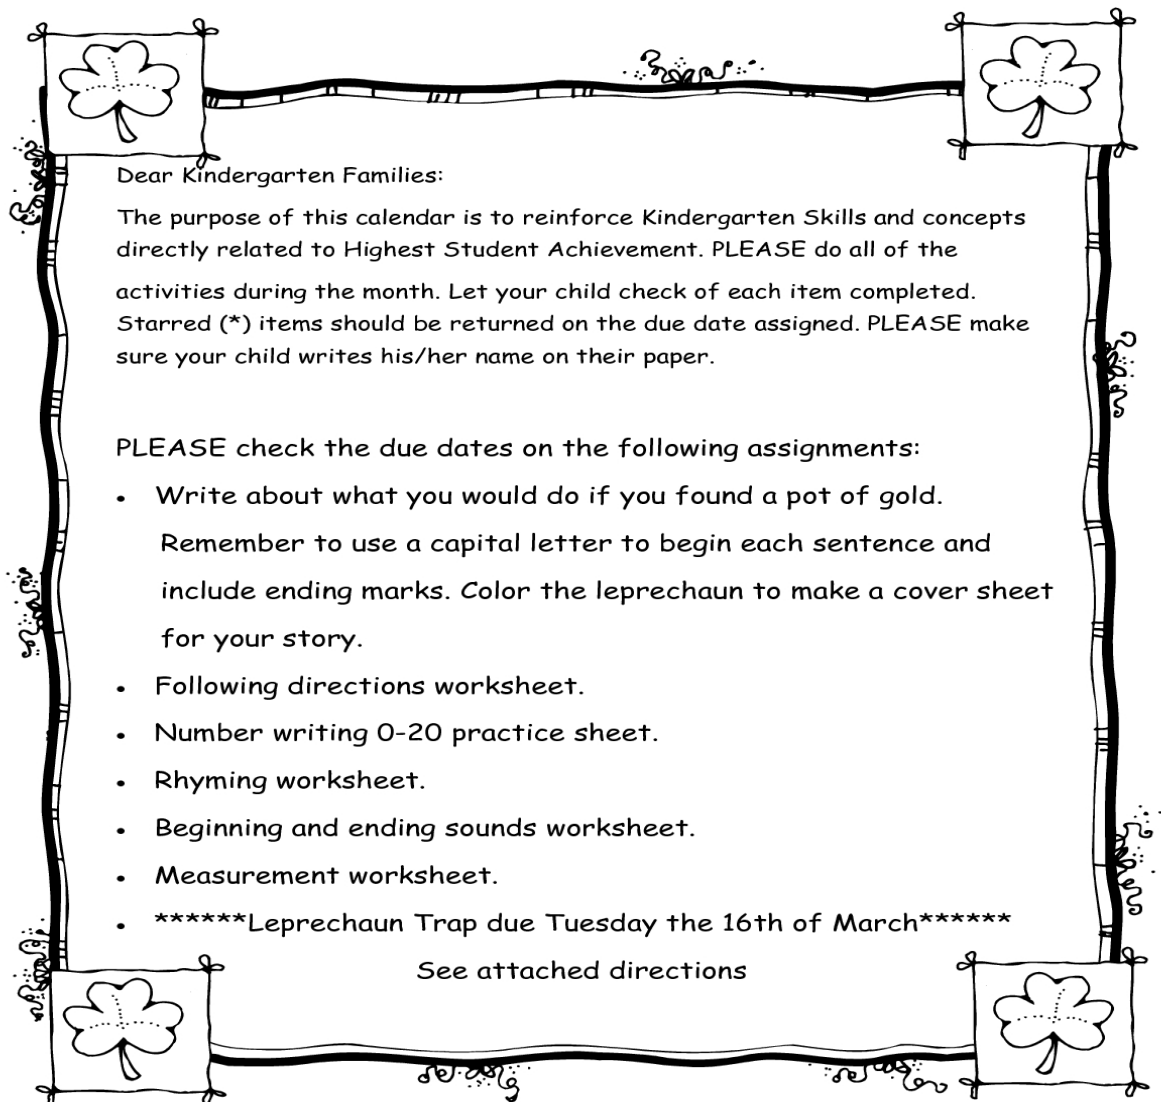 Dear Kindergarten Families:
The purpose of this calendar is to reinforce Kindergarten Skills and concepts
directly related to Highest Student Achievement. PLEASE do all of the
activities during the month. Let your child check of each item completed.
Starred (*) items should be returned on the due date assigned. PLEASE make
sure your child writes his/her name on their paper.
PLEASE check the due dates on the following assignments:
• Write about what you would do if you found a pot of gold.
Remember to use a capital letter to begin each sentence and
include ending marks. Color the leprechaun to make a cover sheet
for your story.
• Following directions worksheet.
• Number writing 0-20 practice sheet.
• Rhyming worksheet.
• Beginning and ending sounds worksheet.
• Measurement worksheet.
• ******Leprechaun Trap due Tuesday the 16th of March******
See attached directions